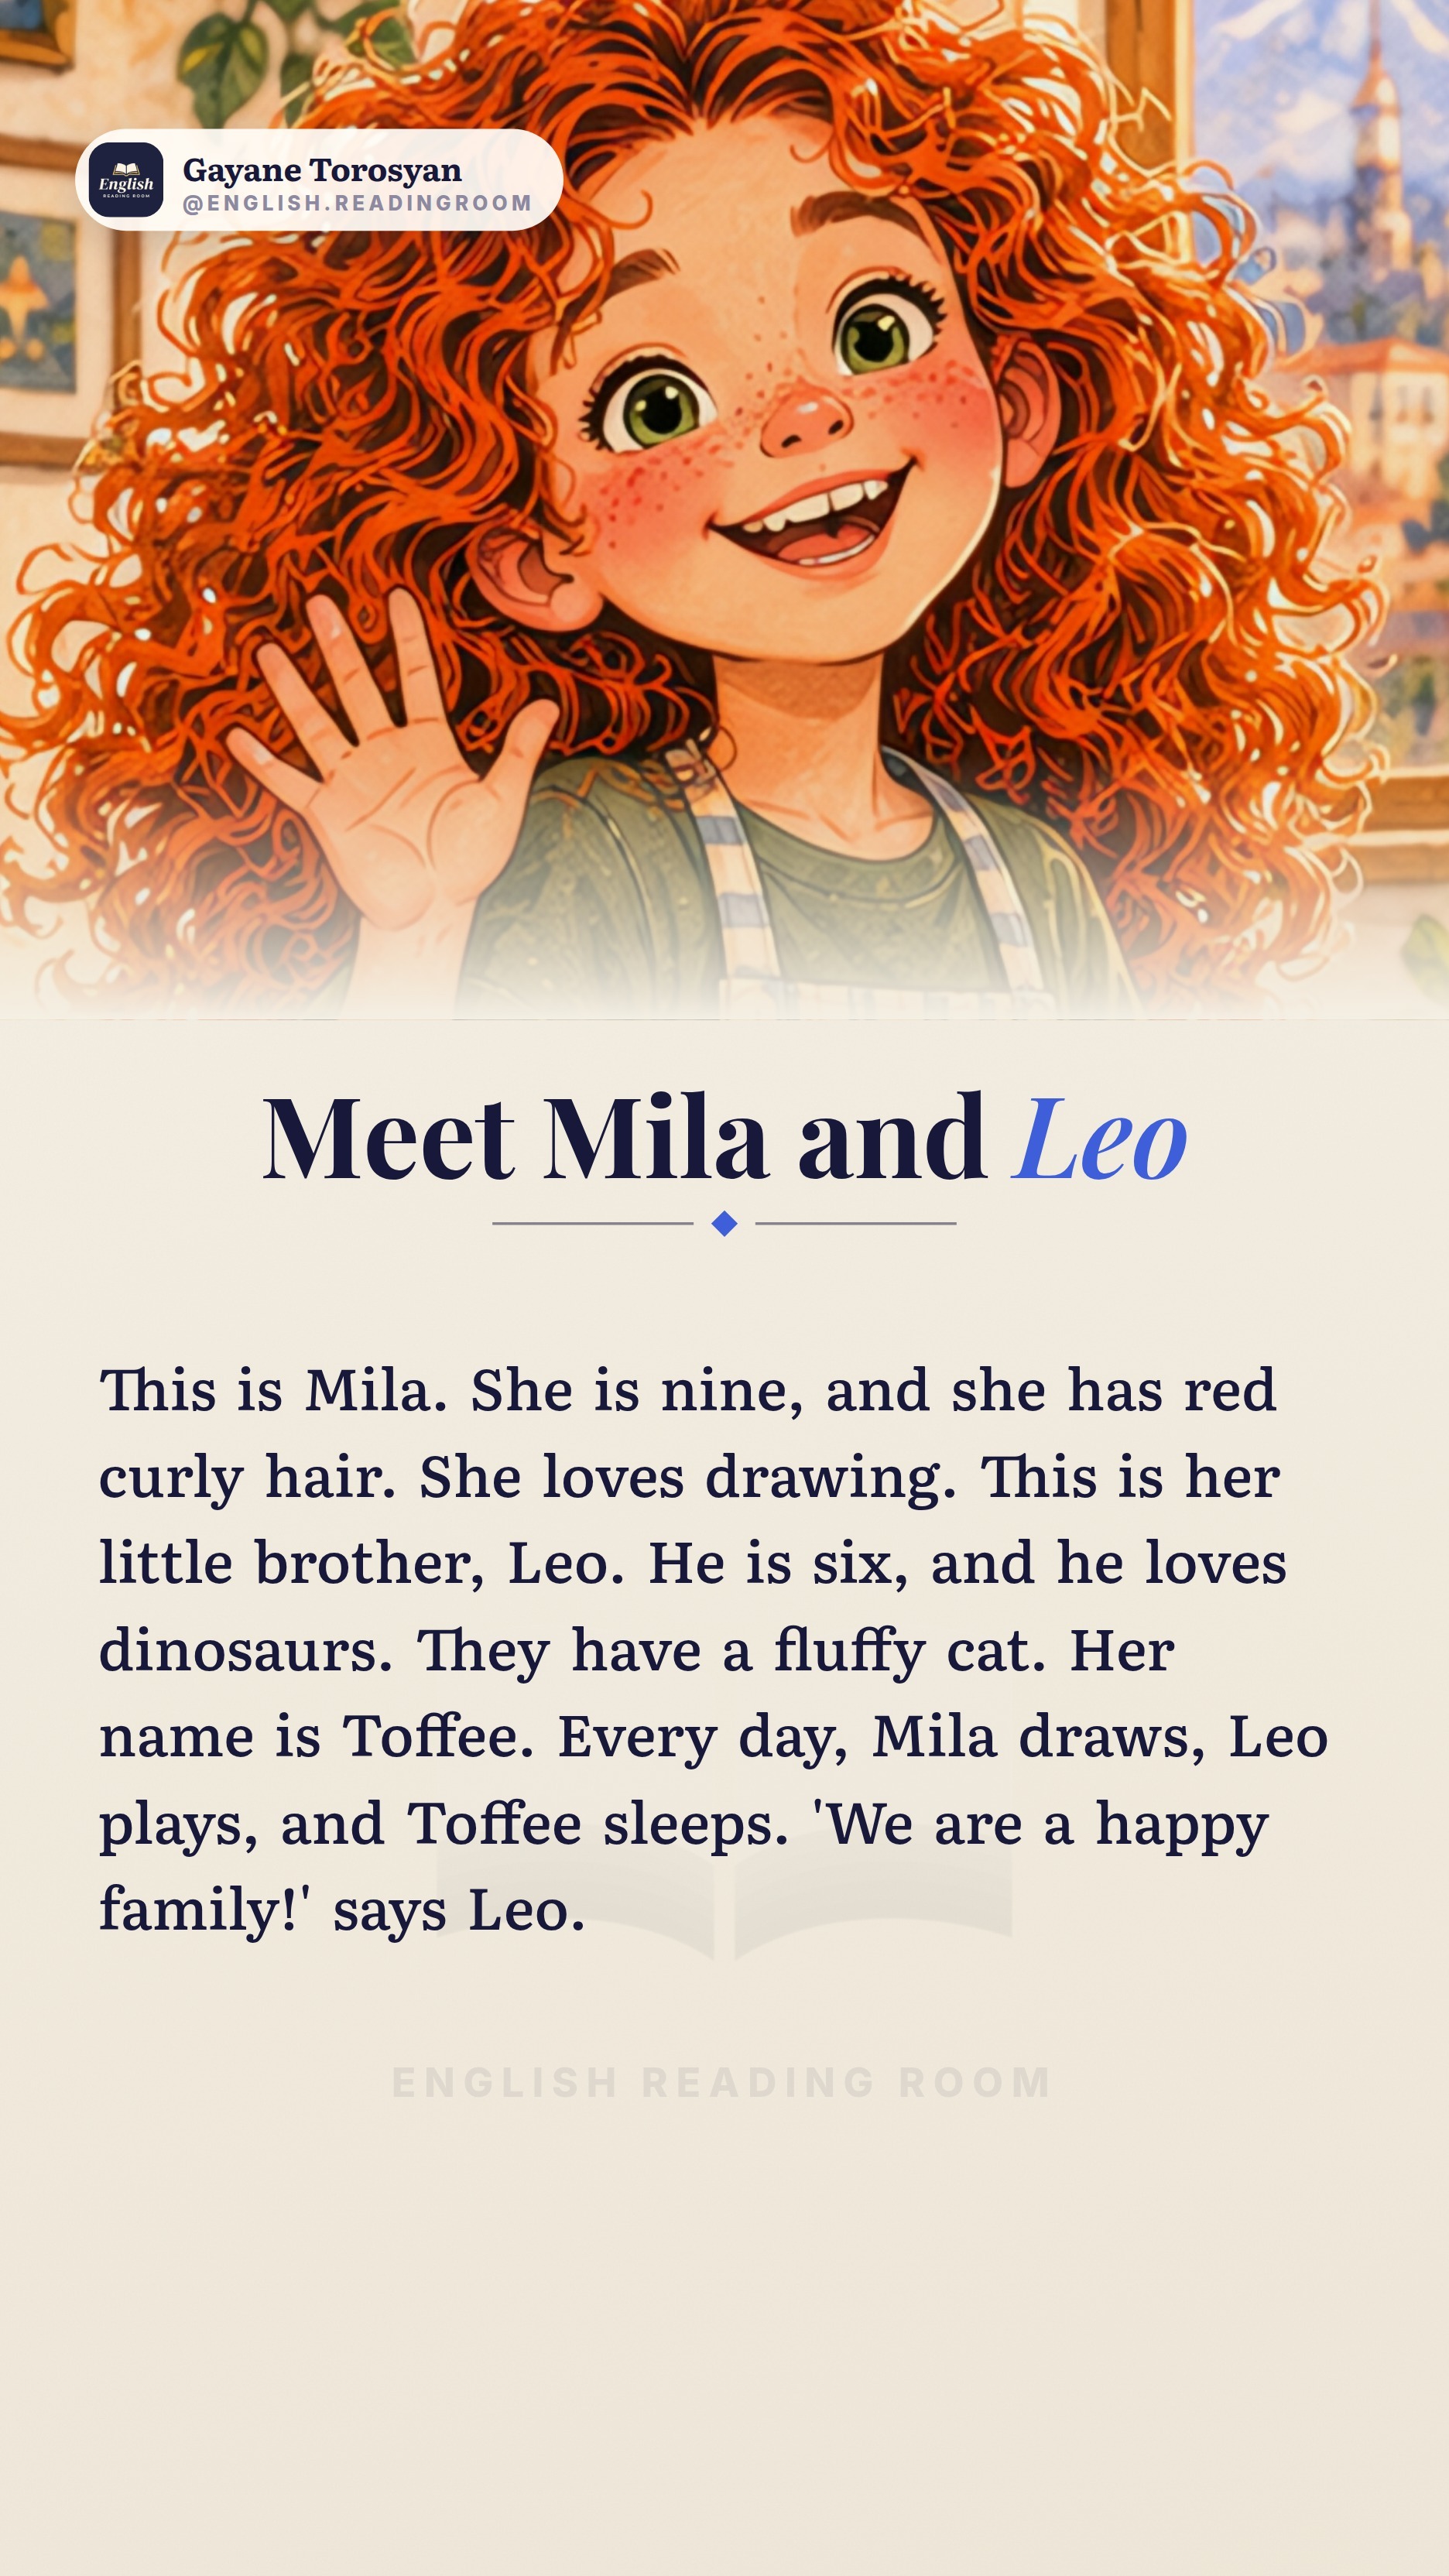 English
READING ROOM
Gayane Torosyan
@ENGLISH.READINGROOM
Meet Mila and Leo
This is Mila. She is nine, and she has red
curly hair. She loves drawing. This is her
little brother, Leo. He is six, and he loves
dinosaurs. They have a fluffy cat. Her
name is Toffee. Every day, Mila draws, Leo
plays, and Toffee sleeps. 'We are a happy
family!' says Leo.
ENGLISH READING ROOM